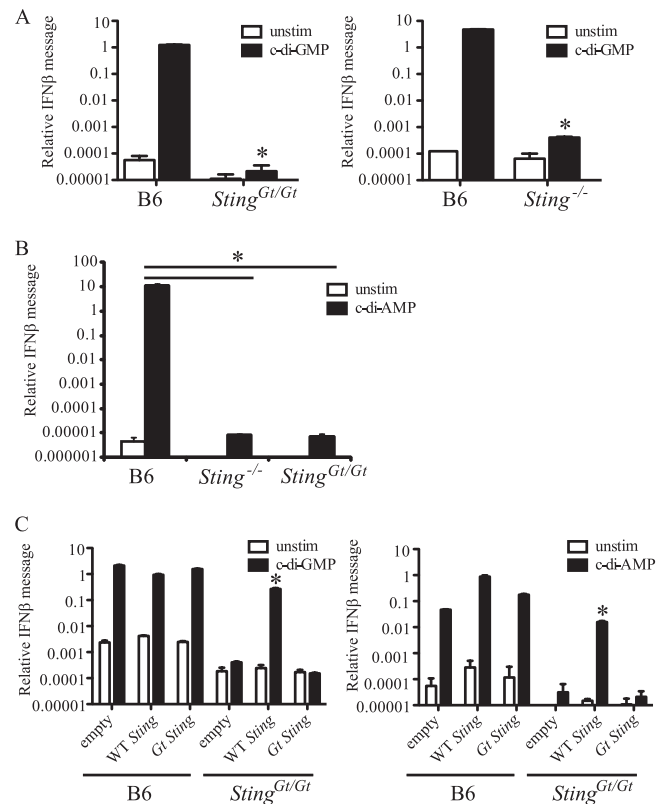 A
Relative IFNβ message
10
1
0.1
0.01
0.001
0.0001
0.00001
unstim
c-di-GMP
*
B6
Sting^Gt/Gt
Relative IFNβ message
10
1
0.1
0.01
0.0001
0.0001
0.00001
unstim
c-di-GMP
*
B6
Sting^-/-
B
Relative IFNβ message
100
10
1
0.1
0.01
0.001
0.0001
0.00001
0.000001
*
unstim
c-di-AMP
B6
Sting^-/-
Sting^Gt/Gt
C
Relative IFNβ message
10
1
0.1
0.01
0.001
0.0001
0.00001
unstim
c-di-GMP
*
empty
WT Sting
Gt Sting
empty
WT Sting
Gt Sting
B6
Sting^Gt/Gt
Relative IFNβ message
10
1
0.1
0.01
0.001
0.0001
0.00001
unstim
c-di-AMP
*
empty
WT Sting
Gt Sting
empty
WT Sting
Gt Sting
B6
Sting^Gt/Gt